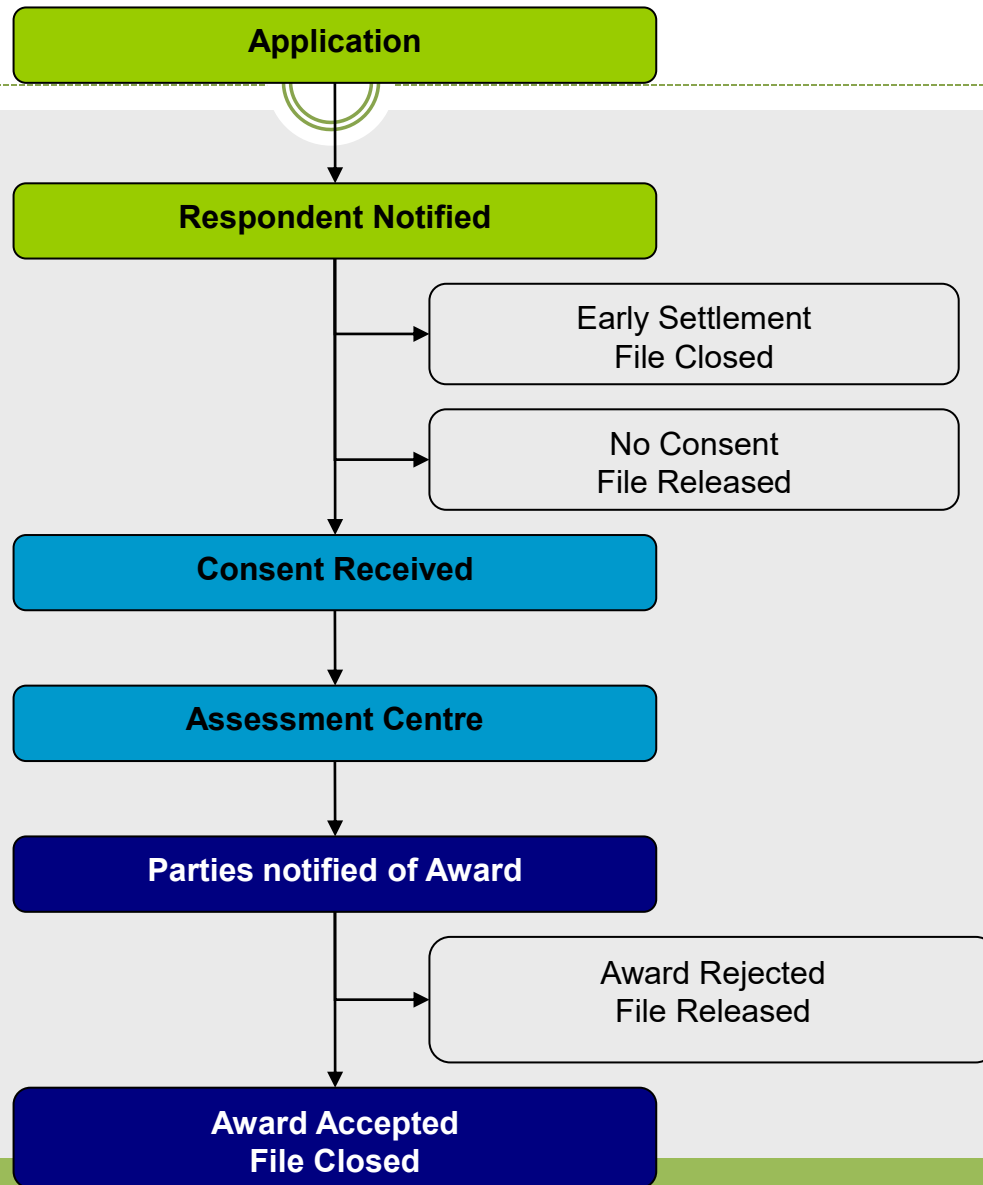 Application
Respondent Notified
Early Settlement
File Closed
No Consent
File Released
Consent Received
Assessment Centre
Parties notified of Award
Award Rejected
File Released
Award Accepted
File Closed